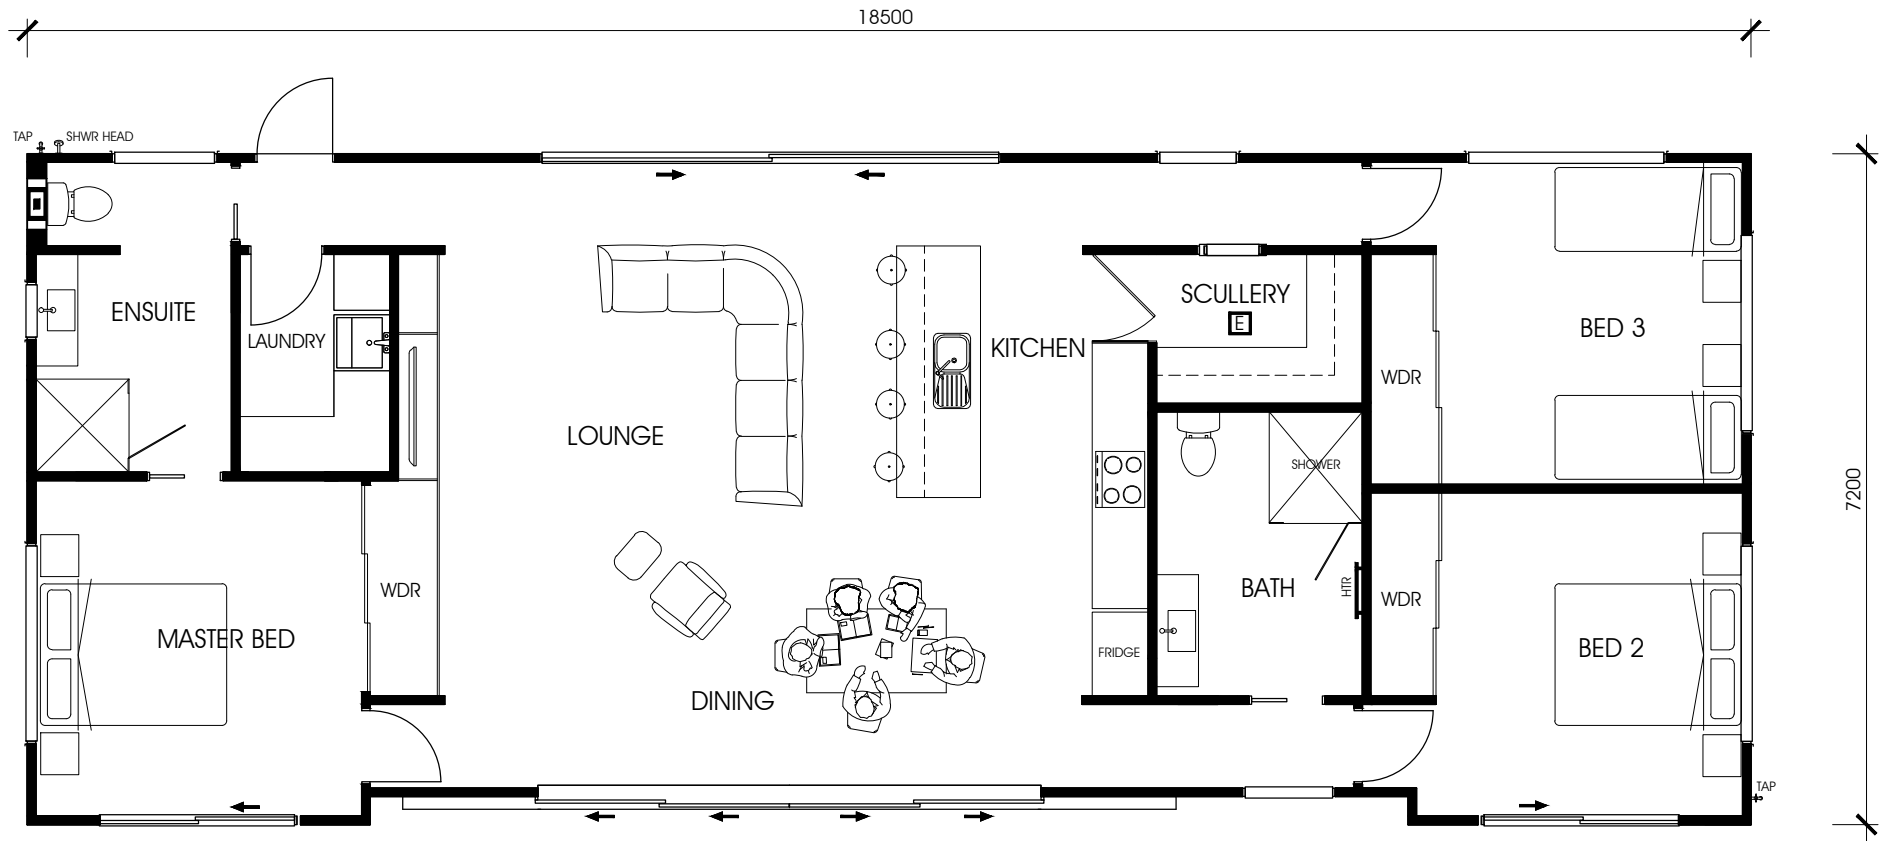 18500
TAP
SHWR HEAD
ENSUITE
LAUNDRY
SCULLERY
E
BED 3
KITCHEN
WDR
LOUNGE
SHOWER
7200
WDR
BATH
HTR
WDR
MASTER BED
FRIDGE
BED 2
DINING
TAP